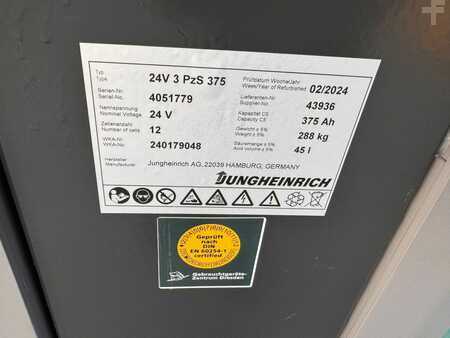 Typ
Type
24V 3 PzS 375
Prüfdatum Woche/Jahr
Week/Year of Refurbished
02/2024
Serien-Nr.
Serial-No.
4051779
Lieferanten-Nr.
Supplier-No.
43936
Nennspannung
Nominal Voltage
24 V
Kapazität C5
Capacity C5
375 Ah
Zellenanzahl
Number of cells
12
Gewicht ± 5%
Weight ± 5%
288 kg
WKA-Nr.
WKA-No.
240179048
Säuremenge ± 5%
Acid volume ± 5%
45 l
Hersteller
Manufacturer
Jungheinrich AG, 22039 HAMBURG, GERMANY
JUNGHEINRICH
Geprüft
nach
DIN
EN 60254-1
certified
Gebrauchtgeräte-
Zentrum Dresden